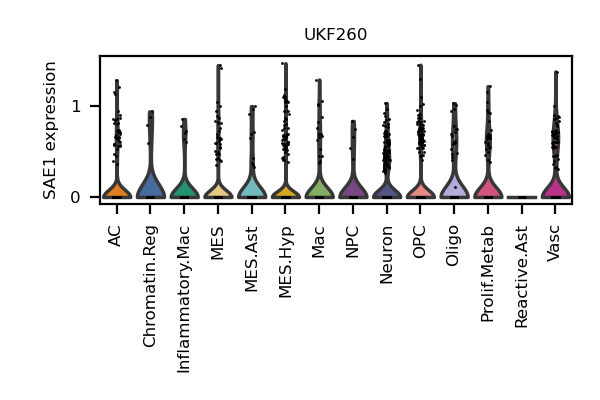 UKF260
SAE1 expression
1
0
AC
Chromatin.Reg
Inflammatory.Mac
MES
MES.Ast
MES.Hyp
Mac
NPC
Neuron
OPC
Oligo
Prolif.Metab
Reactive.Ast
Vasc